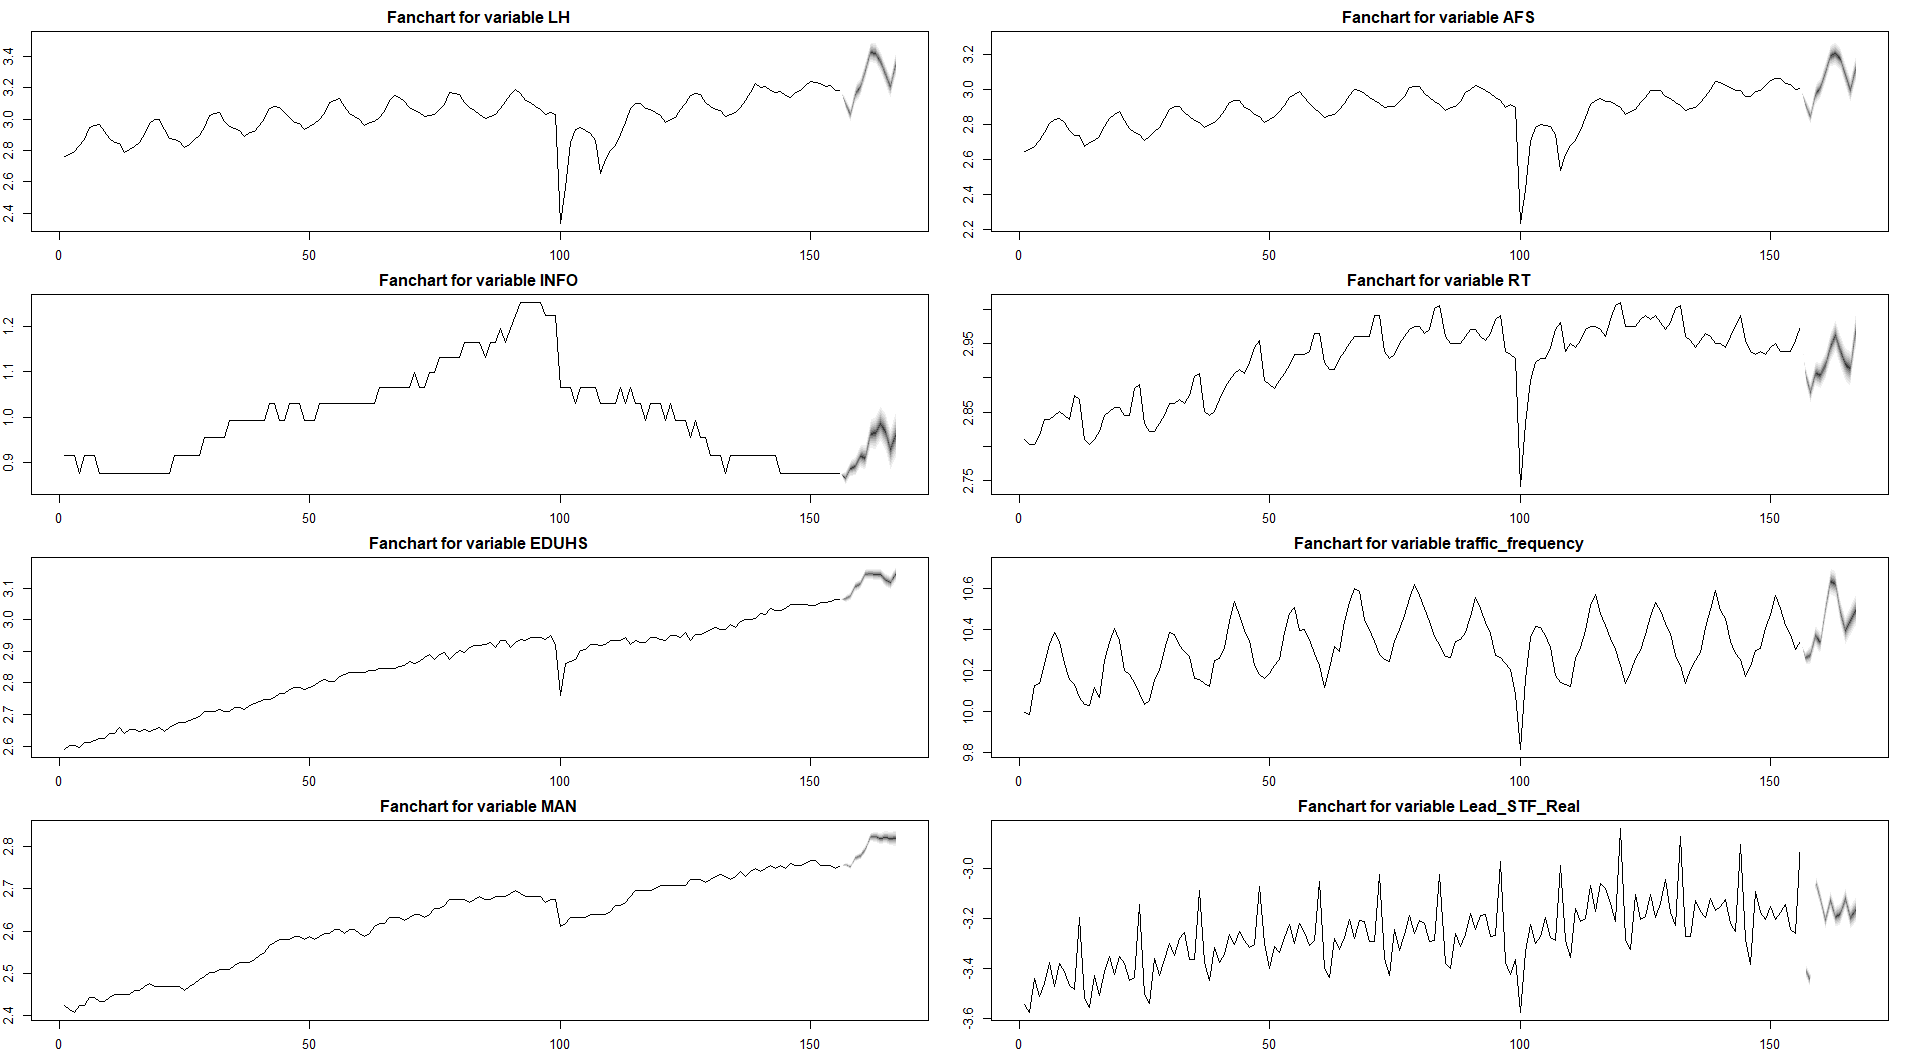 Fanchart for variable LH
3.4
3.2
3.0
2.8
2.6
2.4
0 50 100 150
Fanchart for variable AFS
3.2
3.0
2.8
2.6
2.4
2.2
0 50 100 150
Fanchart for variable INFO
1.2
1.1
1.0
0.9
0 50 100 150
Fanchart for variable RT
2.95
2.85
2.75
0 50 100 150
Fanchart for variable EDUHS
3.1
3.0
2.9
2.8
2.7
2.6
0 50 100 150
Fanchart for variable traffic_frequency
10.6
10.4
10.2
10.0
9.8
0 50 100 150
Fanchart for variable MAN
2.8
2.7
2.6
2.5
2.4
0 50 100 150
Fanchart for variable Lead_STF_Real
-3.0
-3.2
-3.4
-3.6
0 50 100 150